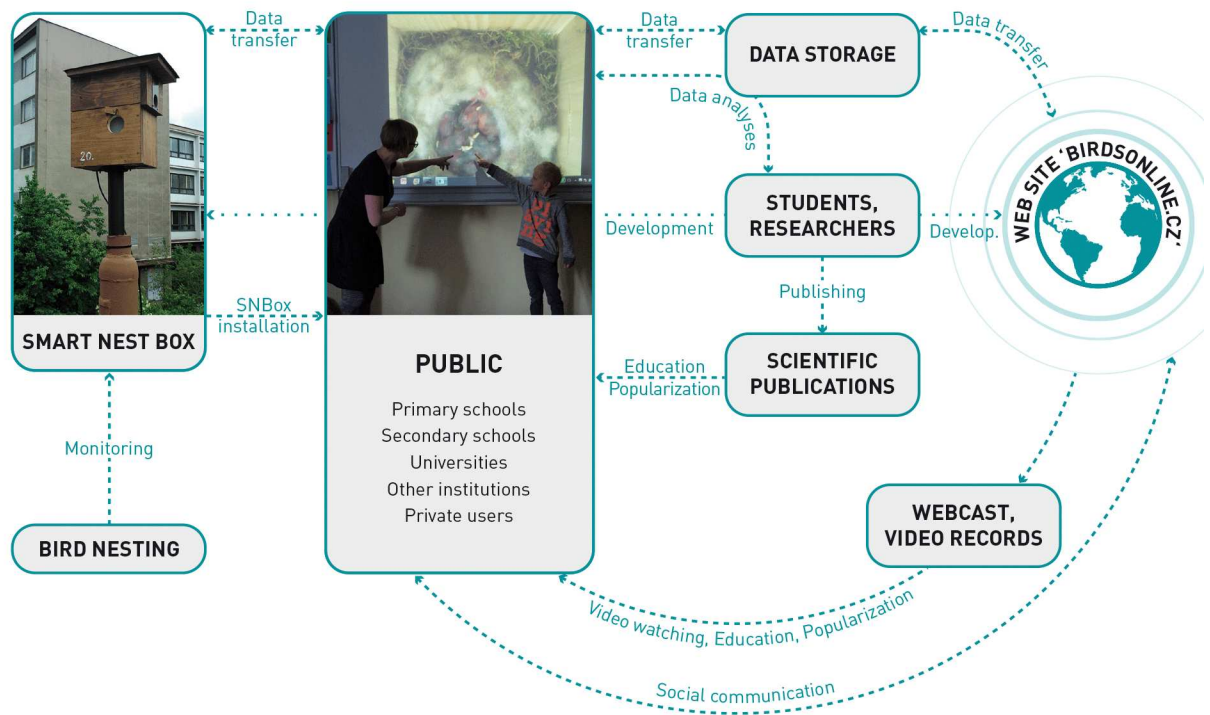 Data
transfer
20.
SMART NEST BOX
SNBox
installation
Monitoring
BIRD NESTING
PUBLIC
Primary schools
Secondary schools
Universities
Other institutions
Private users
Data
transfer
DATA STORAGE
Data transfer
Data analyses
Development
STUDENTS,
RESEARCHERS
Develop.
WEB SITE 'BIRDSONLINE.CZ'
Publishing
Education
Popularization
SCIENTIFIC
PUBLICATIONS
WEBCAST,
VIDEO RECORDS
Video watching, Education, Popularization
Social communication